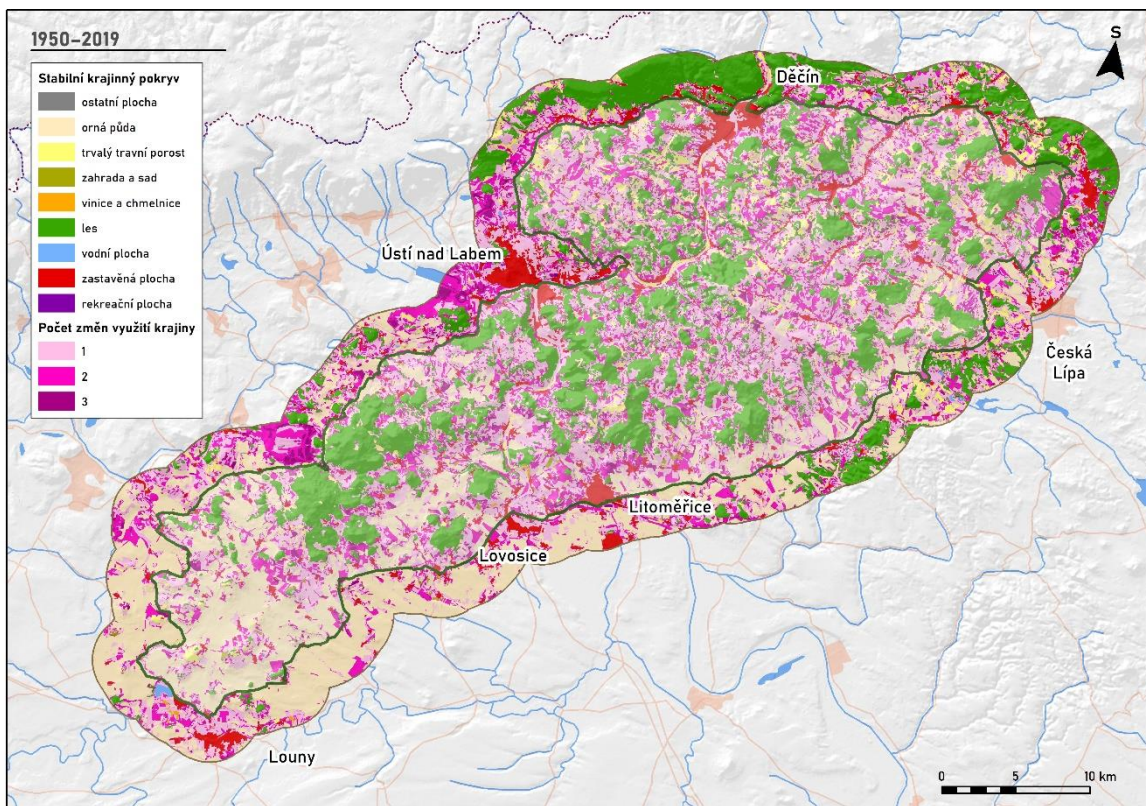 1950–2019
Stabilní krajinný pokryv
ostatní plocha
orná půda
trvalý travní porost
zahrada a sad
vinice a chmelnice
les
vodní plocha
zastavěná plocha
rekreační plocha
Počet změn využití krajiny
1
2
3
S
Děčín
Ústí nad Labem
Česká
Lípa
Litoměřice
Lovosice
Louny
0 5 10 km